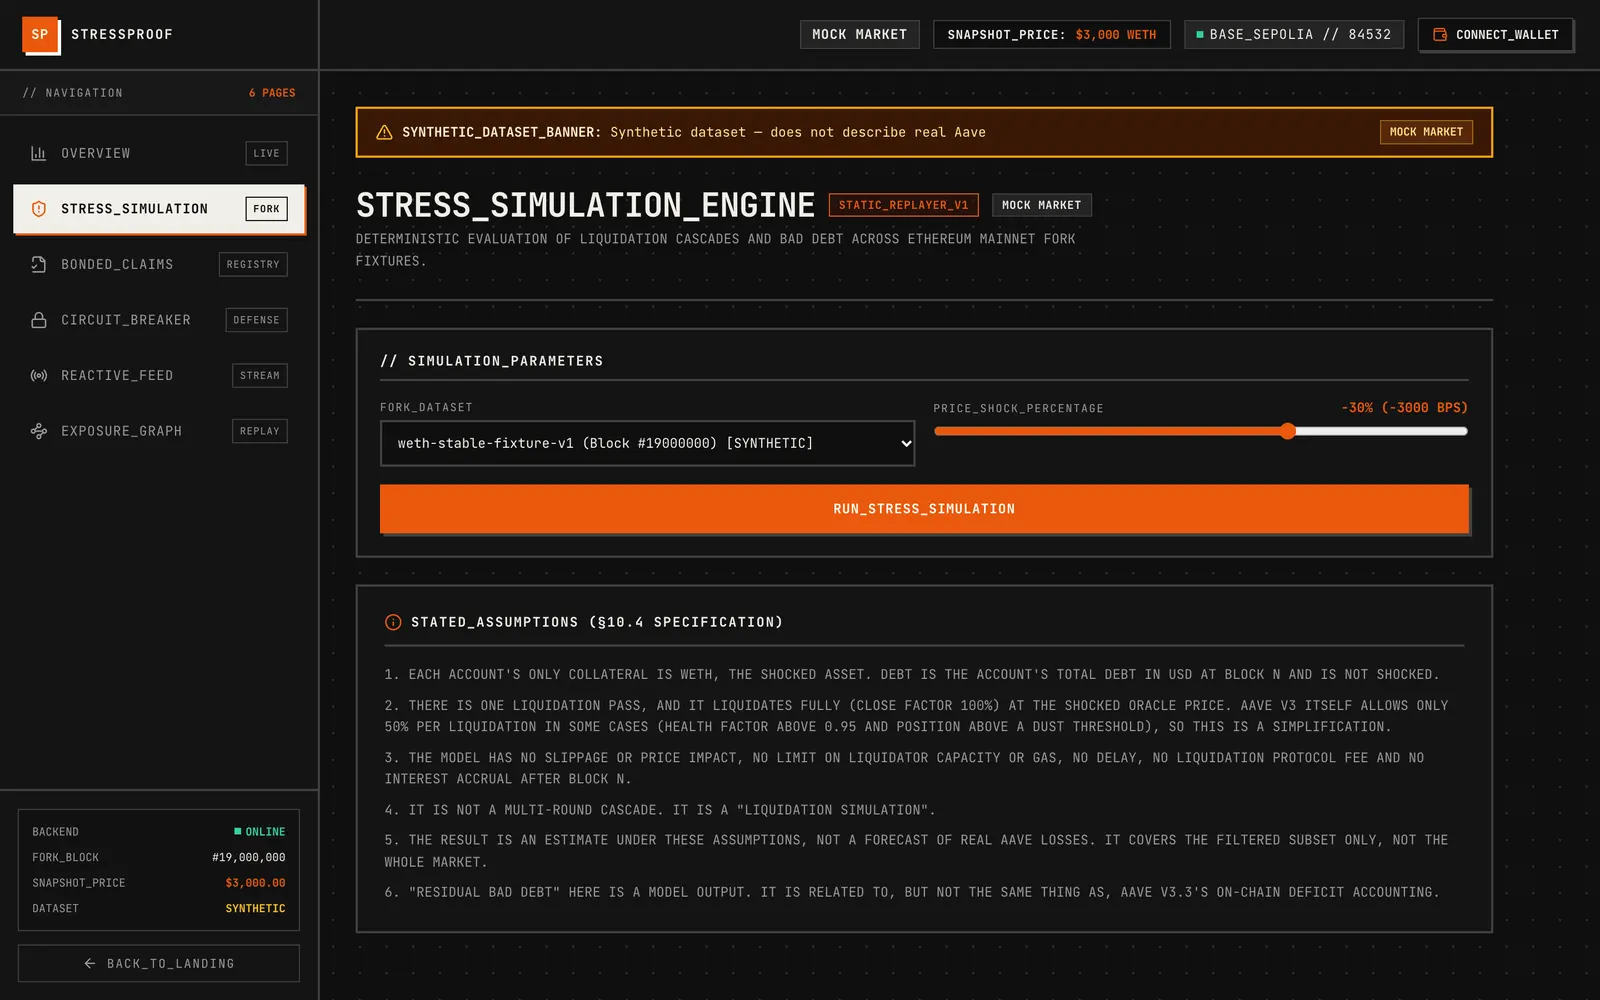 SP STRESSPROOF
MOCK MARKET
SNAPSHOT_PRICE: $3,000 WETH
BASE_SEPOLIA // 84532
CONNECT_WALLET
// NAVIGATION
6 PAGES
OVERVIEW
LIVE
STRESS_SIMULATION
FORK
BONDED_CLAIMS
REGISTRY
CIRCUIT_BREAKER
DEFENSE
REACTIVE_FEED
STREAM
EXPOSURE_GRAPH
REPLAY
BACKEND
ONLINE
FORK_BLOCK
#19,000,000
SNAPSHOT_PRICE
$3,000.00
DATASET
SYNTHETIC
BACK_TO_LANDING
SYNTHETIC_DATASET_BANNER: Synthetic dataset — does not describe real Aave
MOCK MARKET
STRESS_SIMULATION_ENGINE
STATIC_REPLAYER_V1
MOCK MARKET
DETERMINISTIC EVALUATION OF LIQUIDATION CASCADES AND BAD DEBT ACROSS ETHEREUM MAINNET FORK
FIXTURES.
// SIMULATION_PARAMETERS
FORK_DATASET
weth-stable-fixture-v1 (Block #19000000) [SYNTHETIC]
PRICE_SHOCK_PERCENTAGE
-30% (-3000 BPS)
RUN_STRESS_SIMULATION
STATED_ASSUMPTIONS (§10.4 SPECIFICATION)
1. EACH ACCOUNT'S ONLY COLLATERAL IS WETH, THE SHOCKED ASSET. DEBT IS THE ACCOUNT'S TOTAL DEBT IN USD AT BLOCK N AND IS NOT SHOCKED.
2. THERE IS ONE LIQUIDATION PASS, AND IT LIQUIDATES FULLY (CLOSE FACTOR 100%) AT THE SHOCKED ORACLE PRICE. AAVE V3 ITSELF ALLOWS ONLY
50% PER LIQUIDATION IN SOME CASES (HEALTH FACTOR ABOVE 0.95 AND POSITION ABOVE A DUST THRESHOLD), SO THIS IS A SIMPLIFICATION.
3. THE MODEL HAS NO SLIPPAGE OR PRICE IMPACT, NO LIMIT ON LIQUIDATOR CAPACITY OR GAS, NO DELAY, NO LIQUIDATION PROTOCOL FEE AND NO
INTEREST ACCRUAL AFTER BLOCK N.
4. IT IS NOT A MULTI-ROUND CASCADE. IT IS A "LIQUIDATION SIMULATION".
5. THE RESULT IS AN ESTIMATE UNDER THESE ASSUMPTIONS, NOT A FORECAST OF REAL AAVE LOSSES. IT COVERS THE FILTERED SUBSET ONLY, NOT THE
WHOLE MARKET.
6. "RESIDUAL BAD DEBT" HERE IS A MODEL OUTPUT. IT IS RELATED TO, BUT NOT THE SAME THING AS, AAVE V3.3'S ON-CHAIN DEFICIT ACCOUNTING.